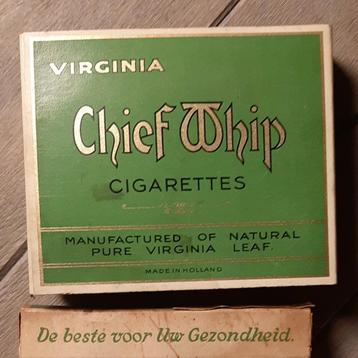 VIRGINIA
Chief Whip
CIGARETTES
MANUFACTURED OF NATURAL
PURE VIRGINIA LEAF.
MADE IN HOLLAND
De beste voor Uw Gezondheid.